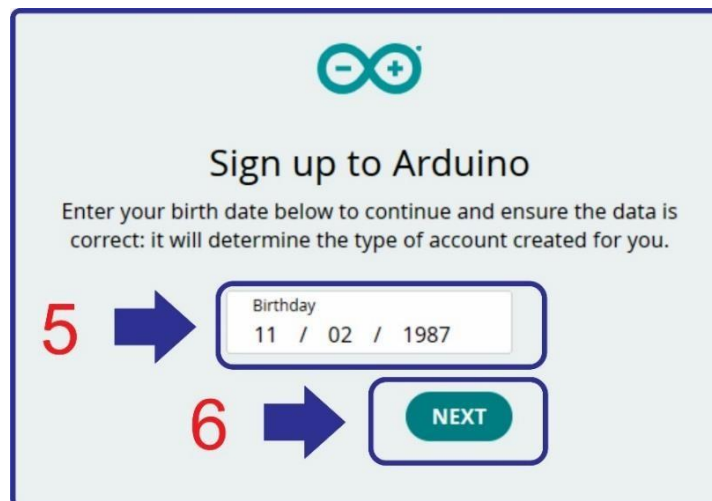 Sign up to Arduino
Enter your birth date below to continue and ensure the data is
correct: it will determine the type of account created for you.
5
Birthday
11 / 02 / 1987
6
NEXT